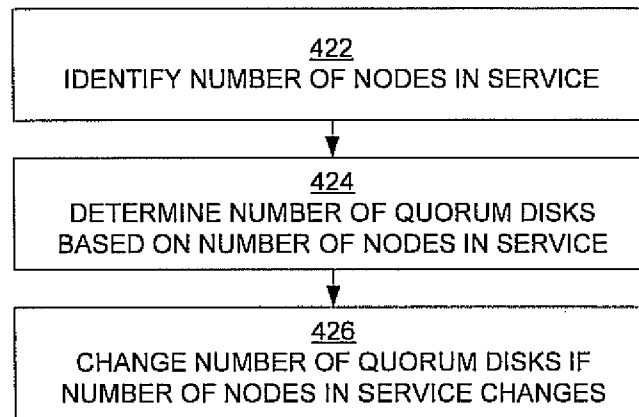 422
IDENTIFY NUMBER OF NODES IN SERVICE
424
DETERMINE NUMBER OF QUORUM DISKS
BASED ON NUMBER OF NODES IN SERVICE
426
CHANGE NUMBER OF QUORUM DISKS IF
NUMBER OF NODES IN SERVICE CHANGES